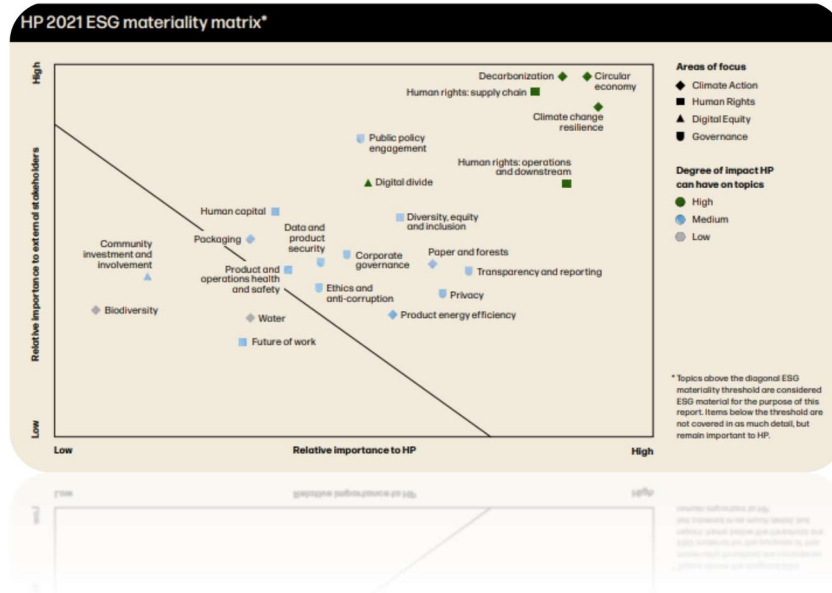 HP 2021 ESG materiality matrix*
High
Relative importance to external stakeholders
Low
Decarbonization
Circular
economy
Human rights: supply chain
Climate change
resilience
Public policy
engagement
Human rights: operations
and downstream
Digital divide
Human capital
Diversity, equity
and inclusion
Packaging
Data and
product
security
Community
investment and
involvement
Corporate
governance
Paper and forests
Product and
operations health
and safety
Transparency and reporting
Ethics and
anti-corruption
Privacy
Biodiversity
Water
Product energy efficiency
Future of work
Low
Relative importance to HP
High
Areas of focus
Climate Action
Human Rights
Digital Equity
Governance
Degree of impact HP
can have on topics
High
Medium
Low
* Topics above the diagonal ESG
materiality threshold are considered
ESG material for the purpose of this
report. Items below the threshold are
not covered in as much detail, but
remain important to HP.